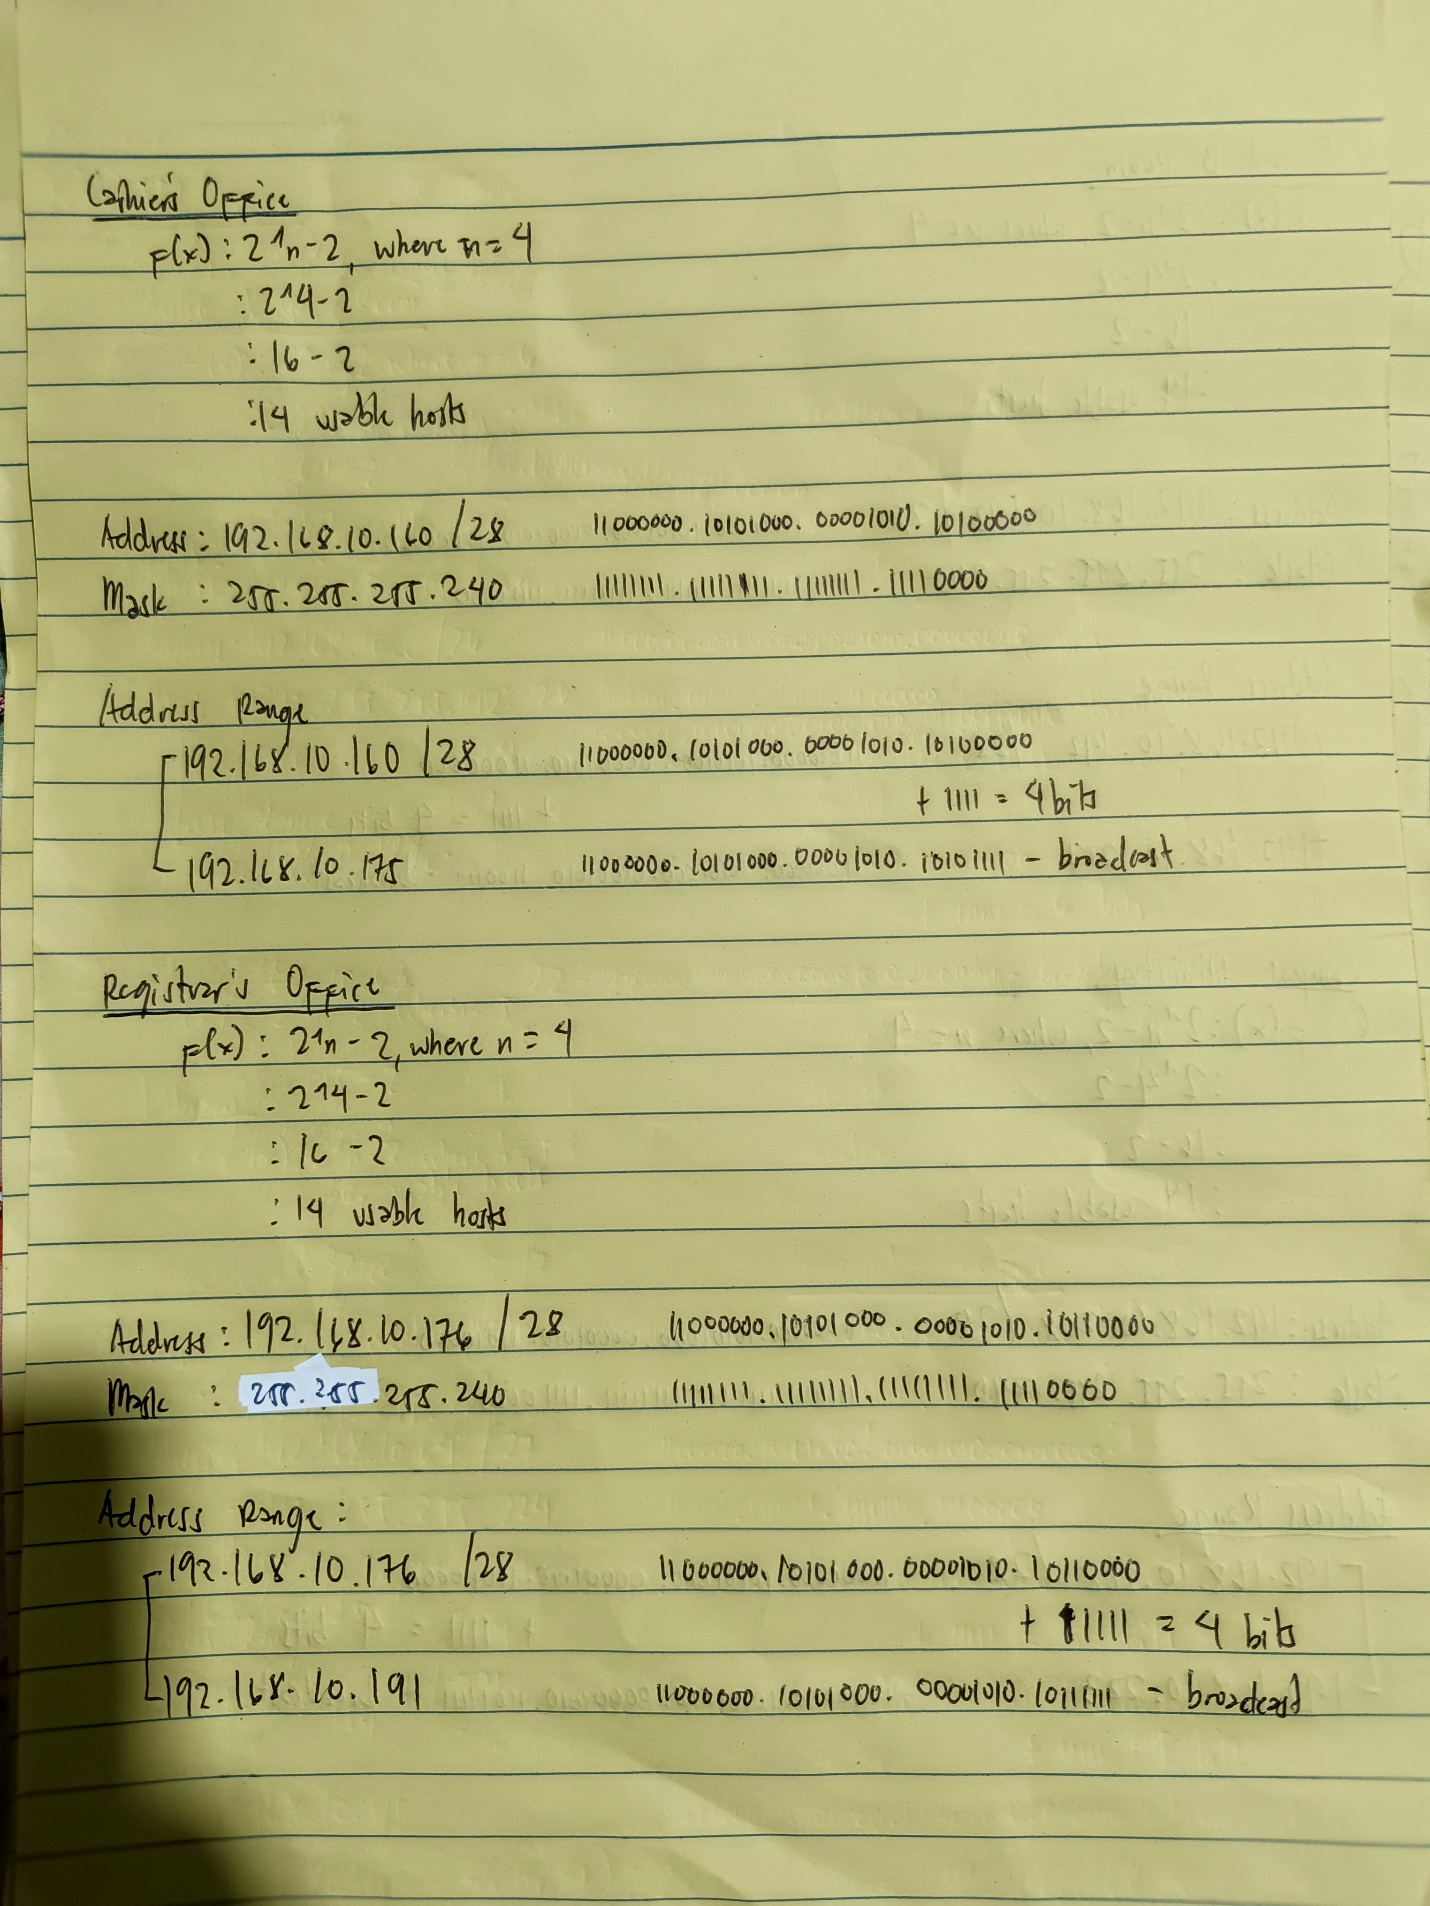 Cashier's Office
F(x) : 2^n-2, where n=4
: 2^4-2
: 16-2
: 14 usable hosts
Address : 192.168.10.160 /28 11000000.10101000.00001010.10100000
Mask : 255.255.255.240 11111111.11111111.11111111.11110000
Address Range
192.168.10.160 /28 11000000.10101000.00001010.10100000
+ 1111 = 4 bits
192.168.10.175 11000000.10101000.00001010.10101111 - broadcast
Registrar's Office
F(x) : 2^n-2, where n = 4
: 2^4-2
: 16-2
: 14 usable hosts
Address : 192.168.10.176 /28 11000000.10101000.00001010.10110000
Mask : 255.255.255.240 11111111.11111111.11111111.11110000
Address Range :
192.168.10.176 /28 11000000.10101000.00001010.10110000
+ 1111 = 4 bits
192.168.10.191 11000000.10101000.00001010.10111111 - broadcast